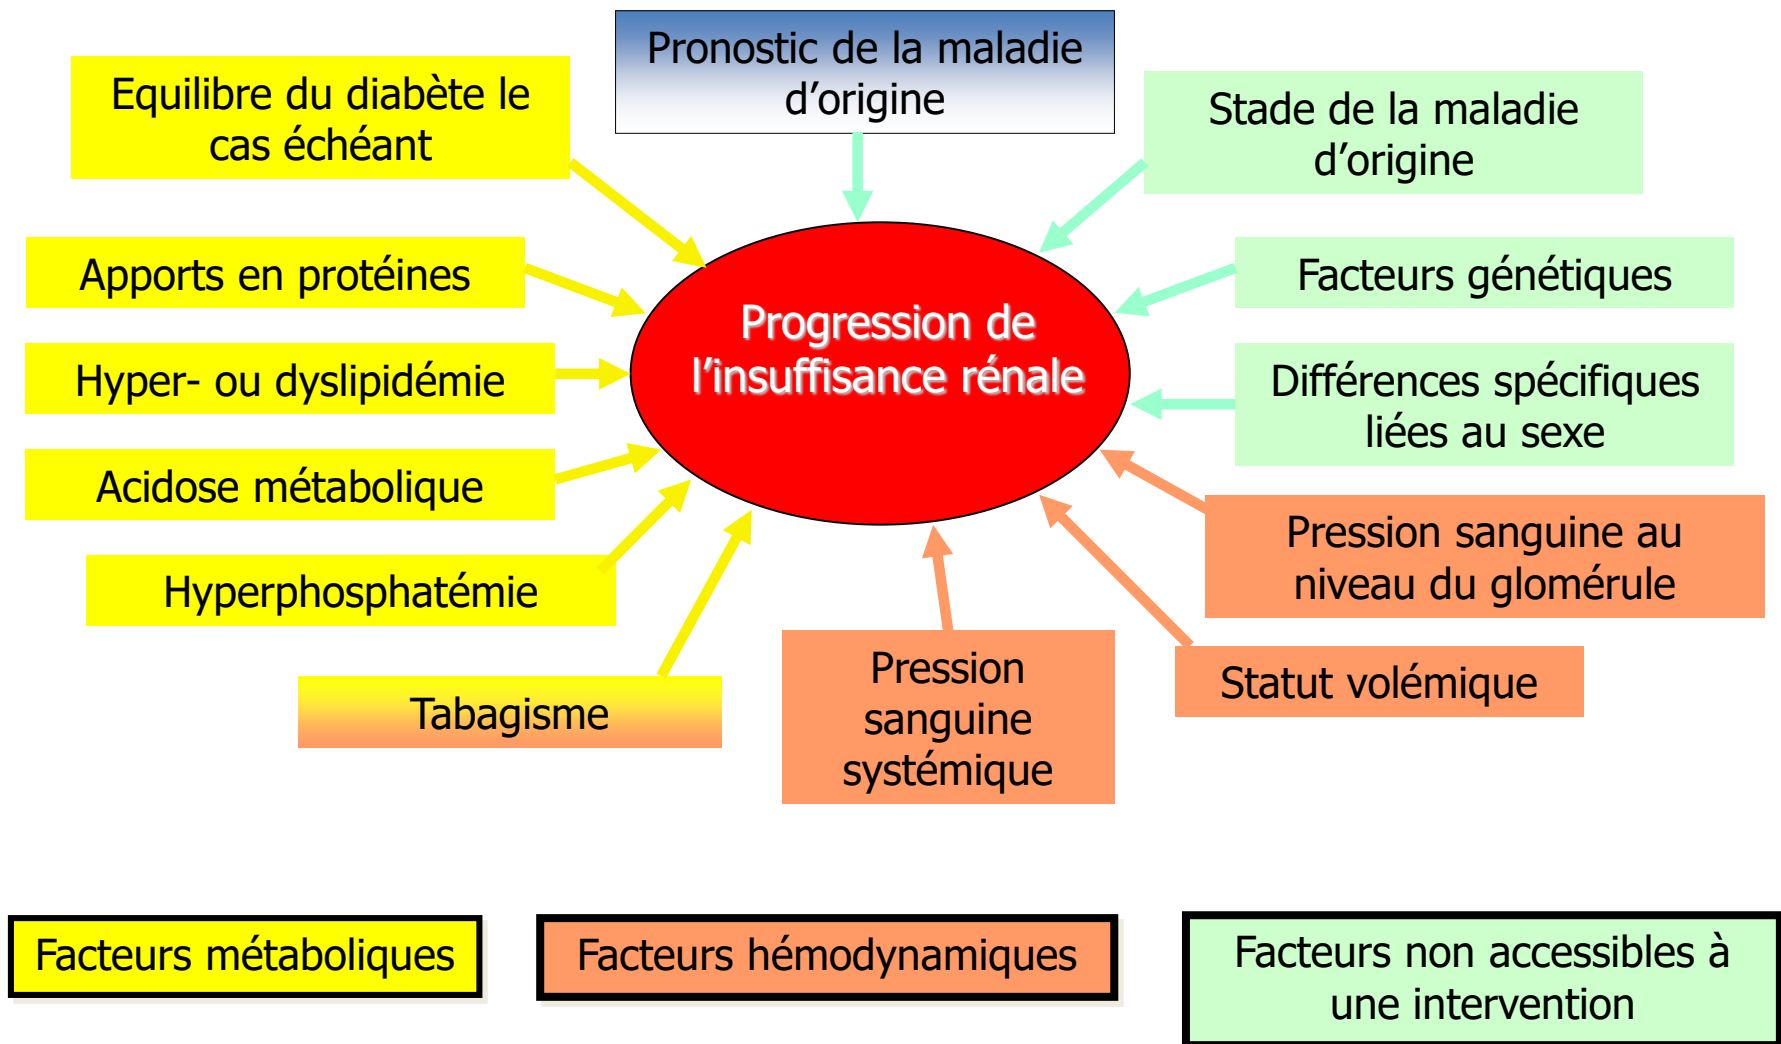 Pronostic de la maladie
d’origine
Equilibre du diabète le
cas échéant
Stade de la maladie
d’origine
Apports en protéines
Facteurs génétiques
Progression de
l’insuffisance rénale
Hyper- ou dyslipidémie
Différences spécifiques
liées au sexe
Acidose métabolique
Pression sanguine au
niveau du glomérule
Hyperphosphatémie
Pression
sanguine
systémique
Statut volémique
Tabagisme
Facteurs métaboliques
Facteurs hémodynamiques
Facteurs non accessibles à
une intervention